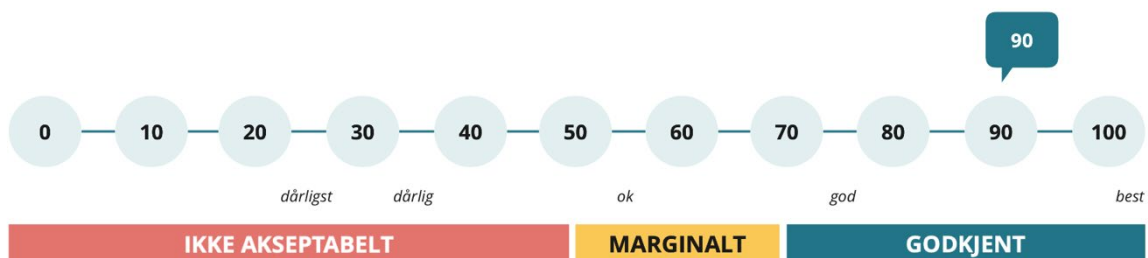 90
0 10 20 30 40 50 60 70 80 90 100
dårligst dårlig ok god best
IKKE AKSEPTABELT MARGINALT GODKJENT